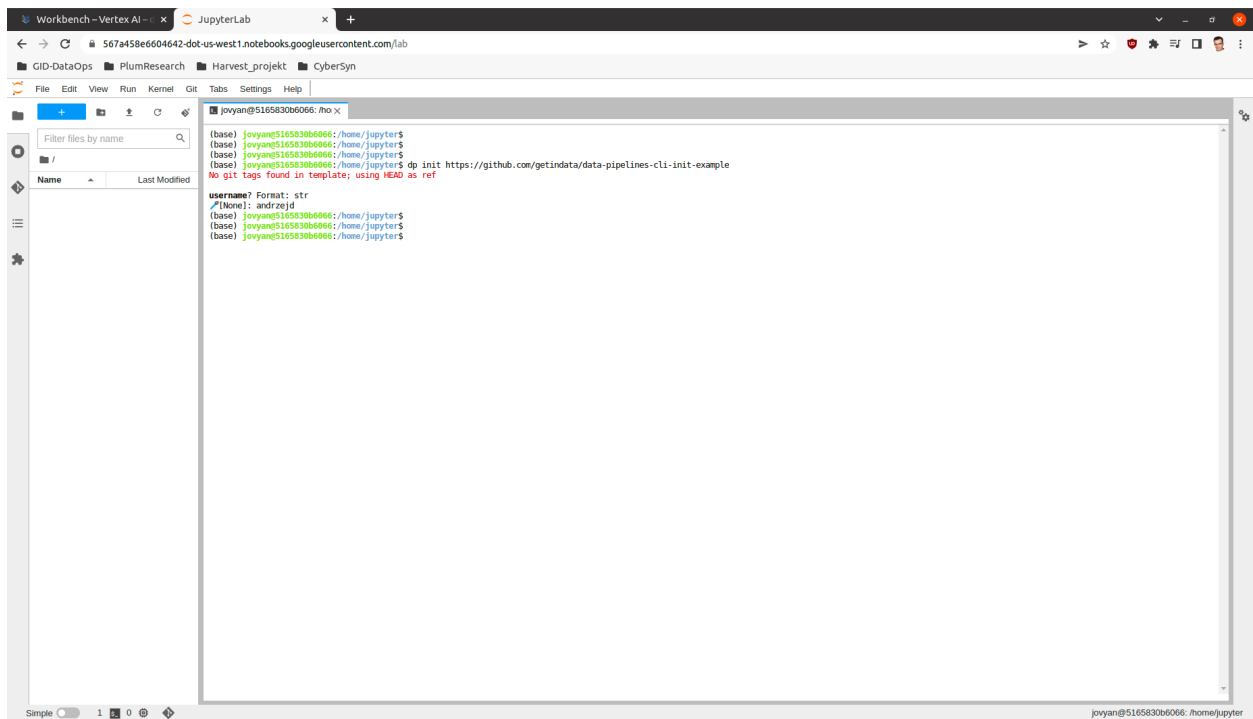 Workbench – Vertex AI – 
JupyterLab
567a458e6604642-dot-us-west1.notebooks.googleusercontent.com/lab
GID-DataOps PlumResearch Harvest_projekt CyberSyn
File Edit View Run Kernel Git Tabs Settings Help
jovyan@5165830b6066: /ho
Filter files by name
/
Name Last Modified
(base) jovyan@5165830b6066:/home/jupyter$
(base) jovyan@5165830b6066:/home/jupyter$
(base) jovyan@5165830b6066:/home/jupyter$
(base) jovyan@5165830b6066:/home/jupyter$ dp init https://github.com/getindata/data-pipelines-cli-init-example
No git tags found in template; using HEAD as ref
username? Format: str
[None]: andrzejd
(base) jovyan@5165830b6066:/home/jupyter$
(base) jovyan@5165830b6066:/home/jupyter$
(base) jovyan@5165830b6066:/home/jupyter$
Simple 1 0
jovyan@5165830b6066: /home/jupyter